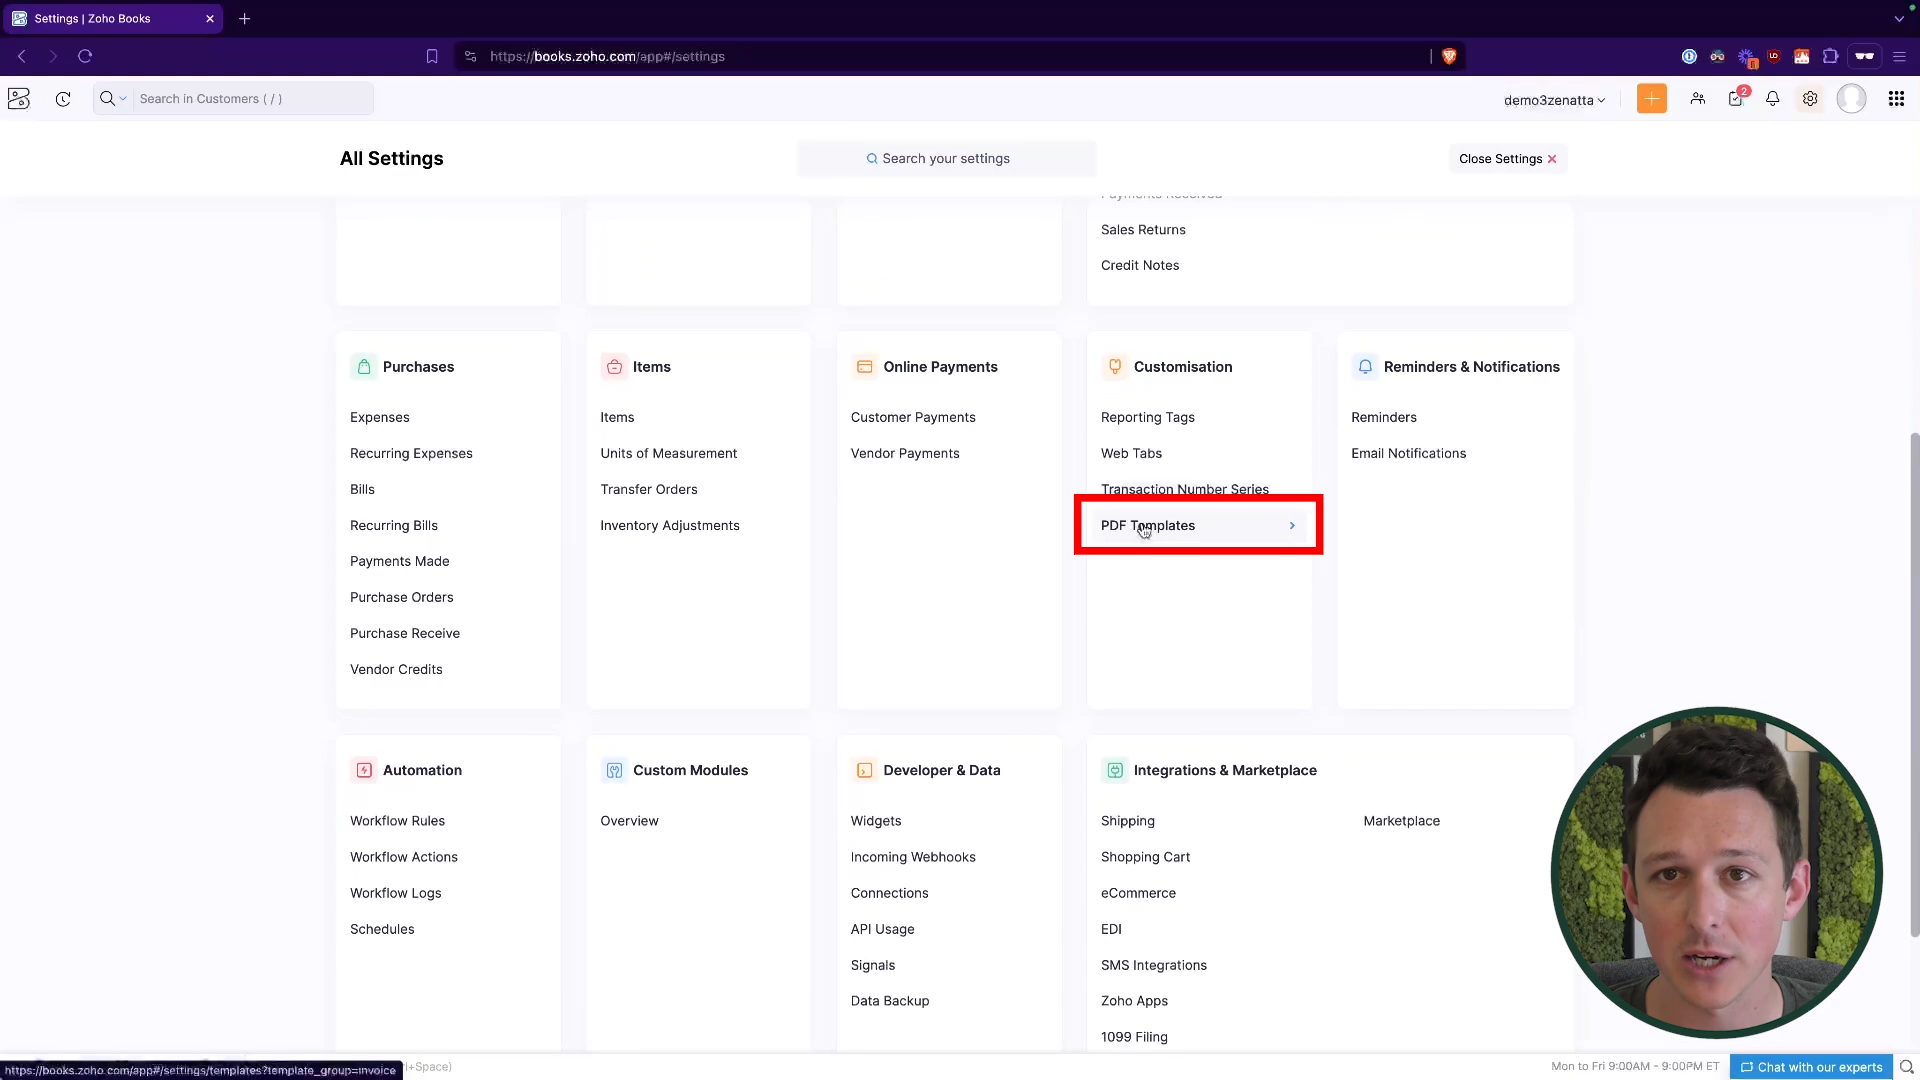 Settings | Zoho Books
https://books.zoho.com/app#/settings
Search in Customers ( / )
demo3zenatta
2
All Settings
Search your settings
Close Settings
Payments Received
Sales Returns
Credit Notes
Purchases
Expenses
Recurring Expenses
Bills
Recurring Bills
Payments Made
Purchase Orders
Purchase Receive
Vendor Credits
Items
Items
Units of Measurement
Transfer Orders
Inventory Adjustments
Online Payments
Customer Payments
Vendor Payments
Customisation
Reporting Tags
Web Tabs
Transaction Number Series
PDF Templates
Reminders & Notifications
Reminders
Email Notifications
Automation
Workflow Rules
Workflow Actions
Workflow Logs
Schedules
Custom Modules
Overview
Developer & Data
Widgets
Incoming Webhooks
Connections
API Usage
Signals
Data Backup
Integrations & Marketplace
Shipping
Shopping Cart
eCommerce
EDI
SMS Integrations
Zoho Apps
1099 Filing
Marketplace
https://books.zoho.com/app#/settings/templates?template_group=invoice
+Space)
Mon to Fri 9:00AM - 9:00PM ET
Chat with our experts